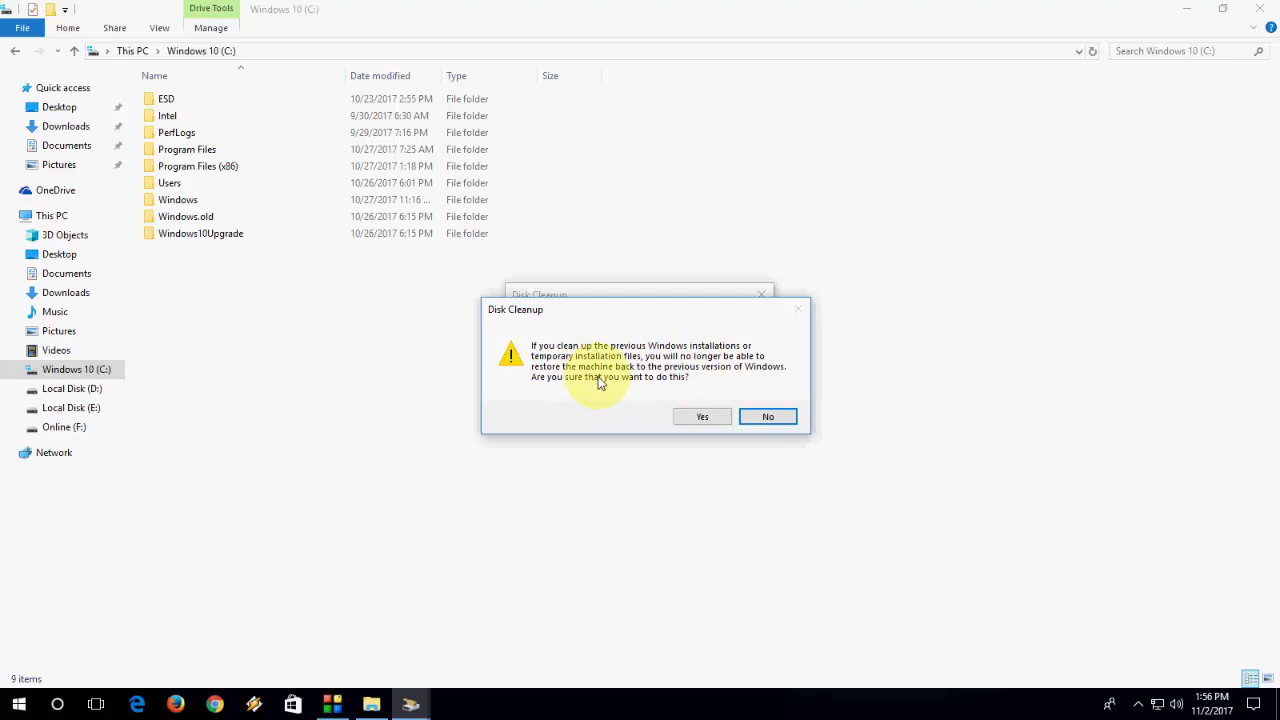 Drive Tools
Windows 10 (C:)
File
Home
Share
View
Manage
This PC
Windows 10 (C:)
Search Windows 10 (C:)
Name
Date modified
Type
Size
Quick access
Desktop
Downloads
Documents
Pictures
OneDrive
This PC
3D Objects
Desktop
Documents
Downloads
Music
Pictures
Videos
Windows 10 (C:)
Local Disk (D:)
Local Disk (E:)
Online (F:)
Network
ESD 10/23/2017 2:55 PM File folder
Intel 9/30/2017 6:30 AM File folder
PerfLogs 9/29/2017 7:16 PM File folder
Program Files 10/27/2017 7:25 AM File folder
Program Files (x86) 10/27/2017 1:18 PM File folder
Users 10/26/2017 6:01 PM File folder
Windows 10/27/2017 11:16 ... File folder
Windows.old 10/26/2017 6:15 PM File folder
Windows10Upgrade 10/26/2017 6:15 PM File folder
Disk Cleanup
Disk Cleanup
If you clean up the previous Windows installations or
temporary installation files, you will no longer be able to
restore the machine back to the previous version of Windows.
Are you sure that you want to do this?
Yes
No
9 items
1:56 PM
11/2/2017